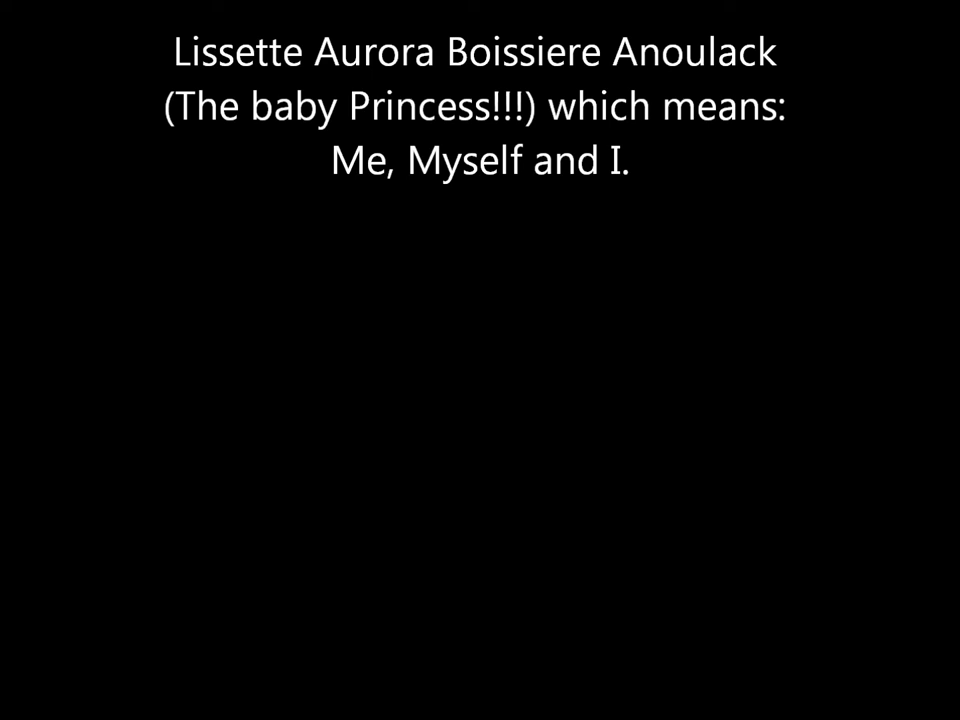 Lissette Aurora Boissiere Anoulack
(The baby Princess!!!) which means:
Me, Myself and I.